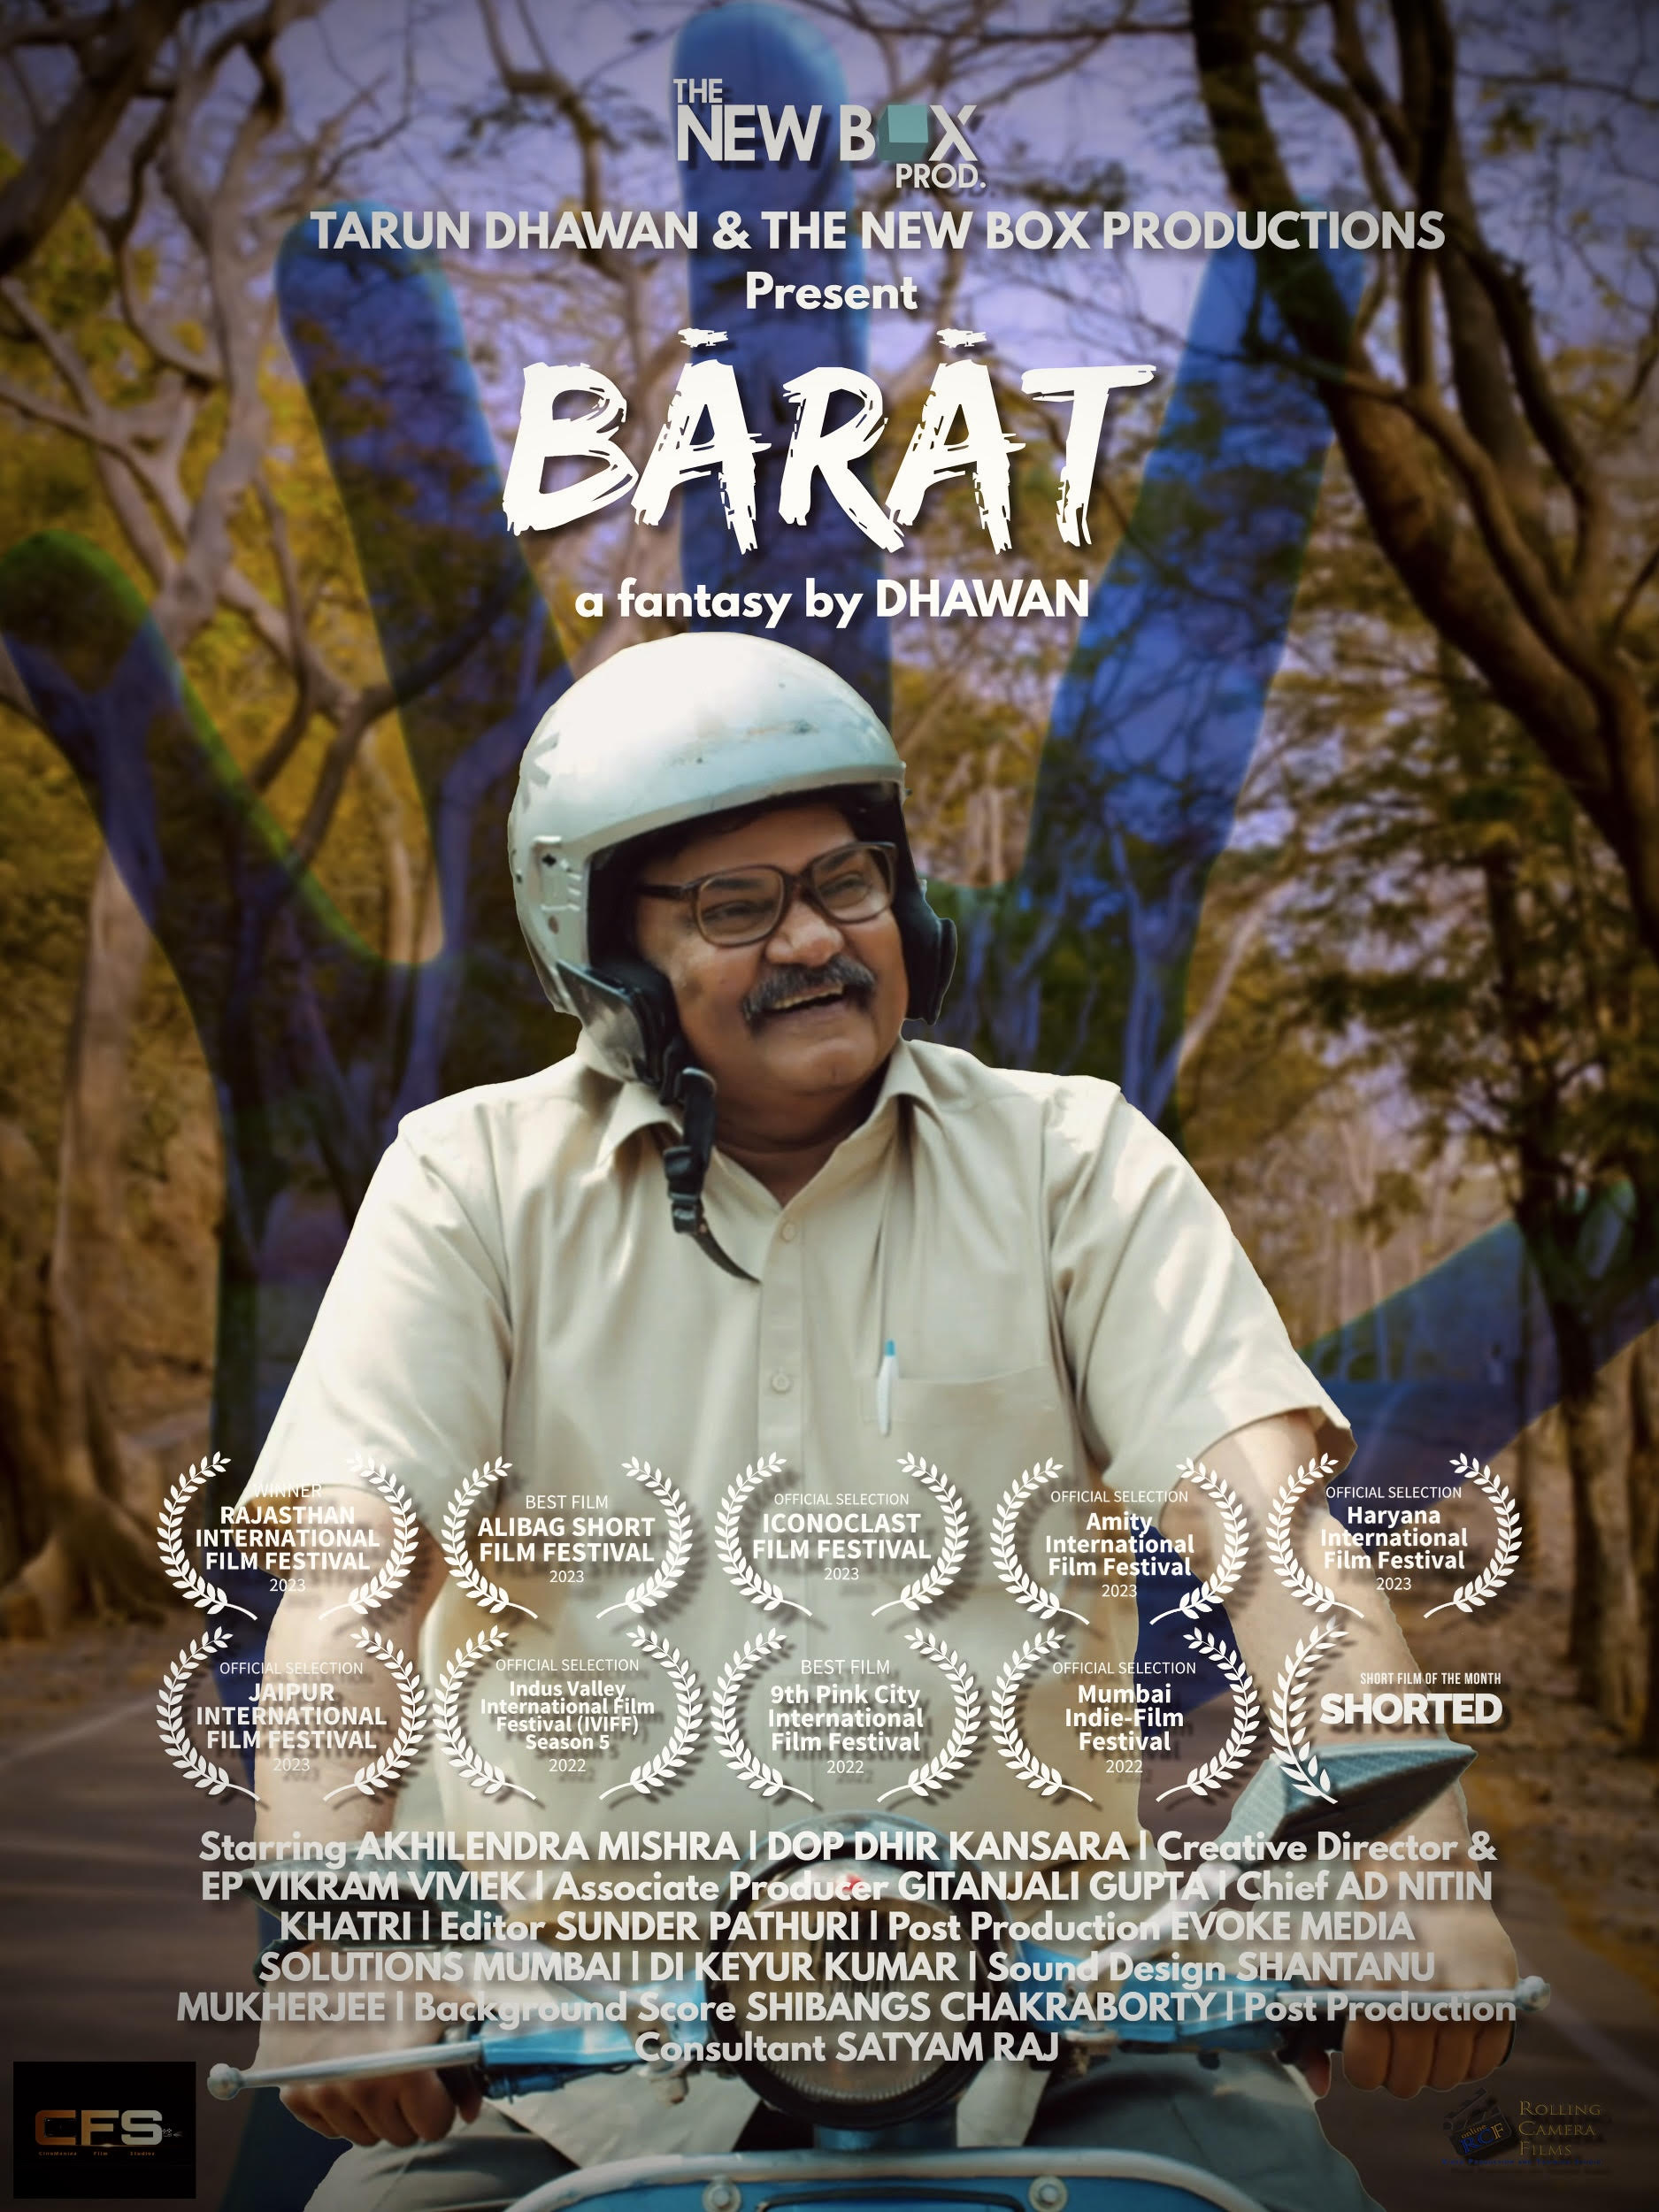 THE
NEW BOX
PROD.
TARUN DHAWAN & THE NEW BOX PRODUCTIONS
Present
BĀRĀT
a fantasy by DHAWAN
WINNER
RAJASTHAN
INTERNATIONAL
FILM FESTIVAL
2023
BEST FILM
ALIBAG SHORT
FILM FESTIVAL
2023
OFFICIAL SELECTION
ICONOCLAST
FILM FESTIVAL
2023
OFFICIAL SELECTION
Amity
International
Film Festival
2023
OFFICIAL SELECTION
Haryana
International
Film Festival
2023
OFFICIAL SELECTION
JAIPUR
INTERNATIONAL
FILM FESTIVAL
2023
OFFICIAL SELECTION
Indus Valley
International Film
Festival (IVIFF)
Season 5
2022
BEST FILM
9th Pink City
International
Film Festival
2022
OFFICIAL SELECTION
Mumbai
Indie-Film
Festival
2022
SHORT FILM OF THE MONTH
SHORTED
Starring AKHILENDRA MISHRA | DOP DHIR KANSARA | Creative Director &
EP VIKRAM VIVIEK | Associate Producer GITANJALI GUPTA | Chief AD NITIN
KHATRI | Editor SUNDER PATHURI | Post Production EVOKE MEDIA
SOLUTIONS MUMBAI | DI KEYUR KUMAR | Sound Design SHANTANU
MUKHERJEE | Background Score SHIBANGS CHAKRABORTY | Post Production
Consultant SATYAM RAJ
CFS
CineManiac Film Studios
online
RCF
ROLLING
CAMERA
FILMS